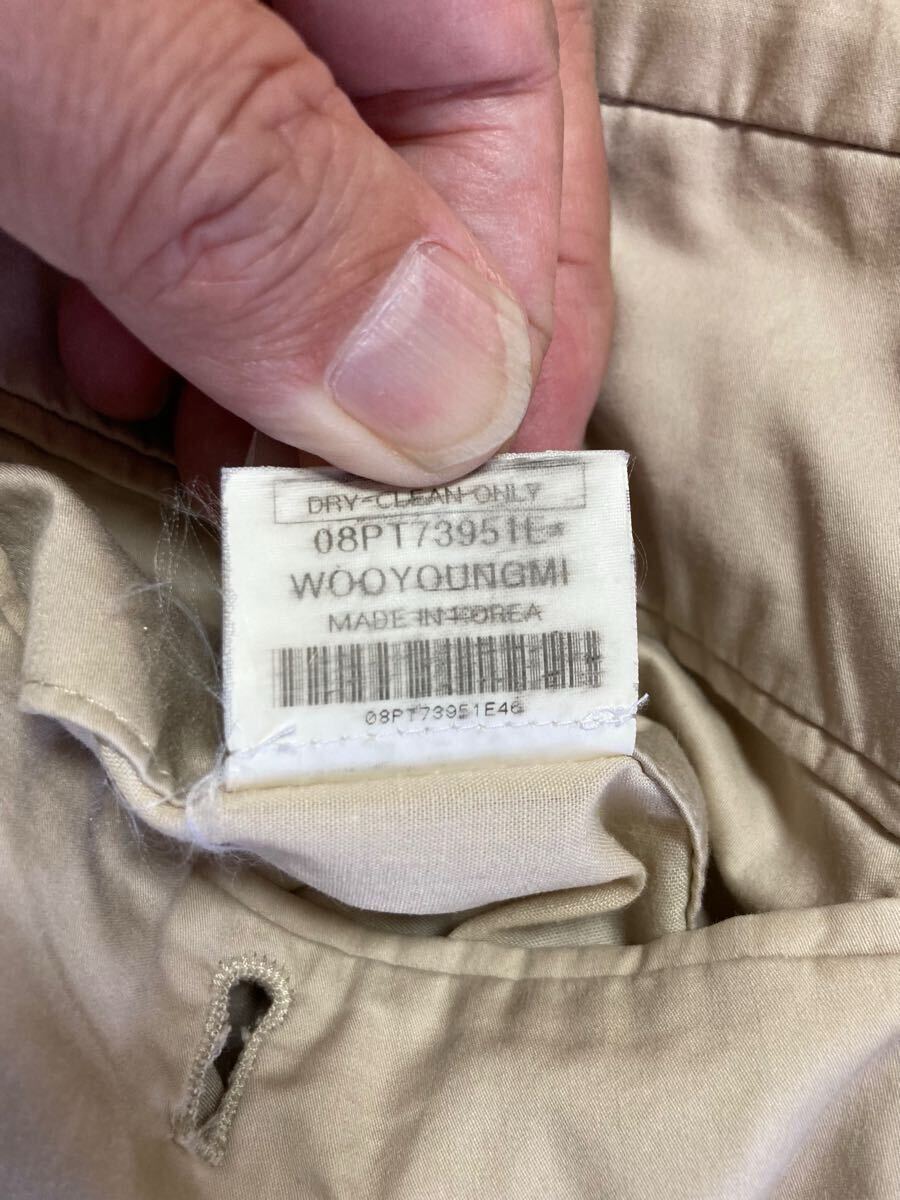 DRY-CLEAN ONLY
08PT73951E
WOOYOUNGMI
MADE IN KOREA
08PT73951E46